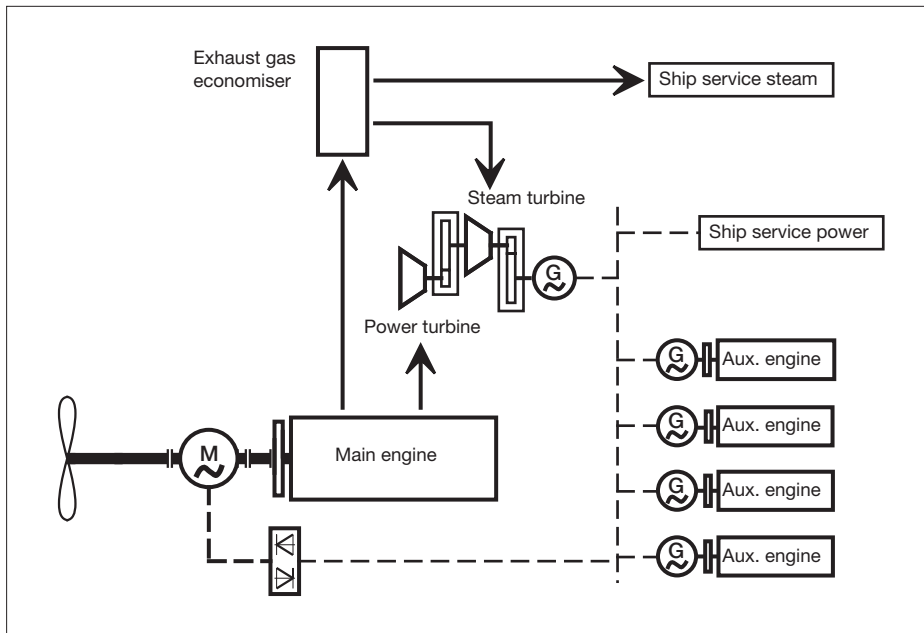 Exhaust gas
economiser
Ship service steam
Steam turbine
Ship service power
G
Power turbine
G
Aux. engine
G
Aux. engine
M
Main engine
G
Aux. engine
G
Aux. engine